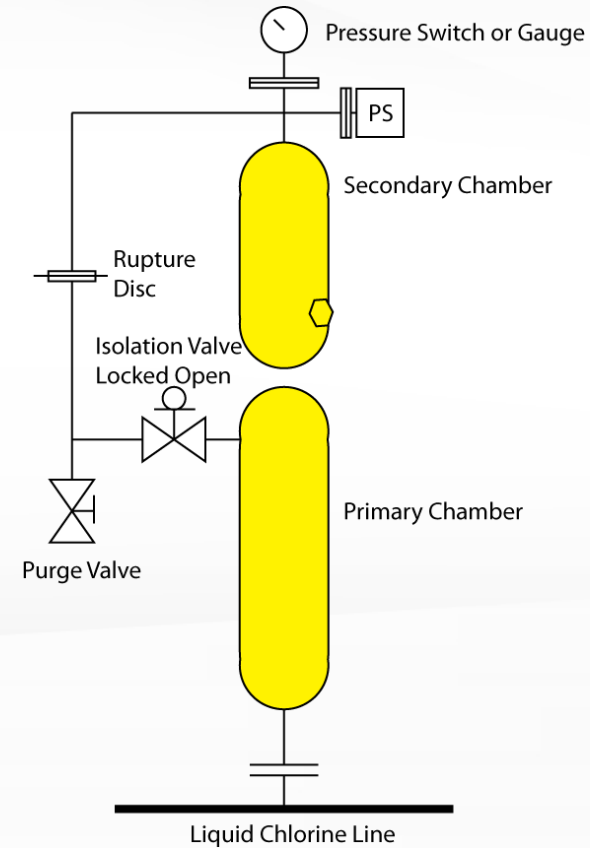 Pressure Switch or Gauge
PS
Secondary Chamber
Rupture
Disc
Isolation Valve
Locked Open
Primary Chamber
Purge Valve
Liquid Chlorine Line